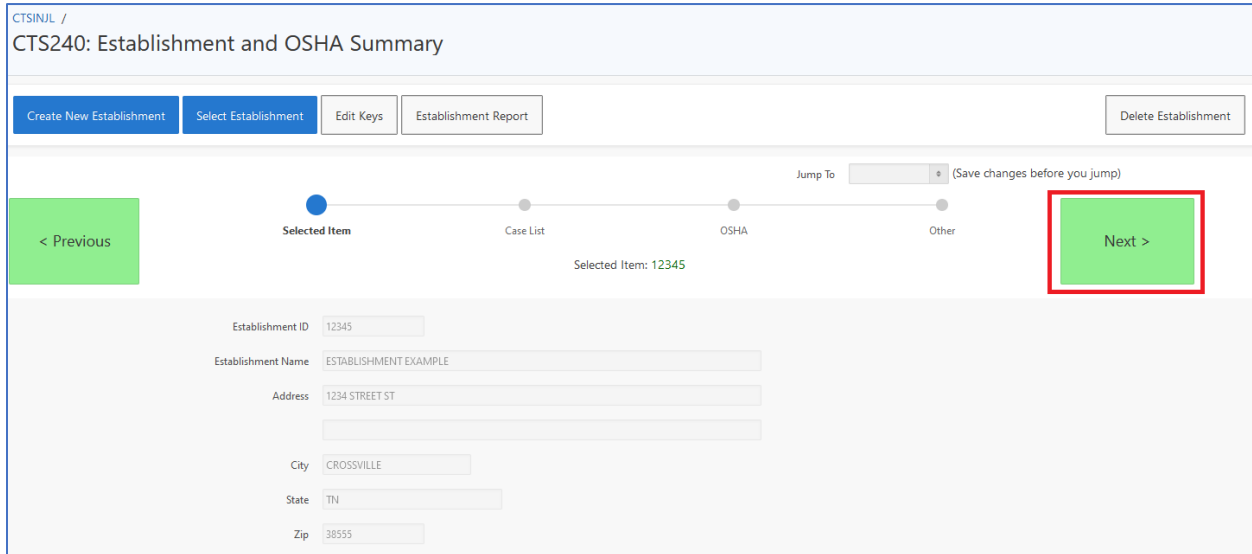 CTSINJL /
CTS240: Establishment and OSHA Summary
Create New Establishment Select Establishment Edit Keys Establishment Report Delete Establishment
Jump To (Save changes before you jump)
< Previous Selected Item Case List OSHA Other Next >
Selected Item: 12345
Establishment ID 12345
Establishment Name ESTABLISHMENT EXAMPLE
Address 1234 STREET ST
City CROSSVILLE
State TN
Zip 38555